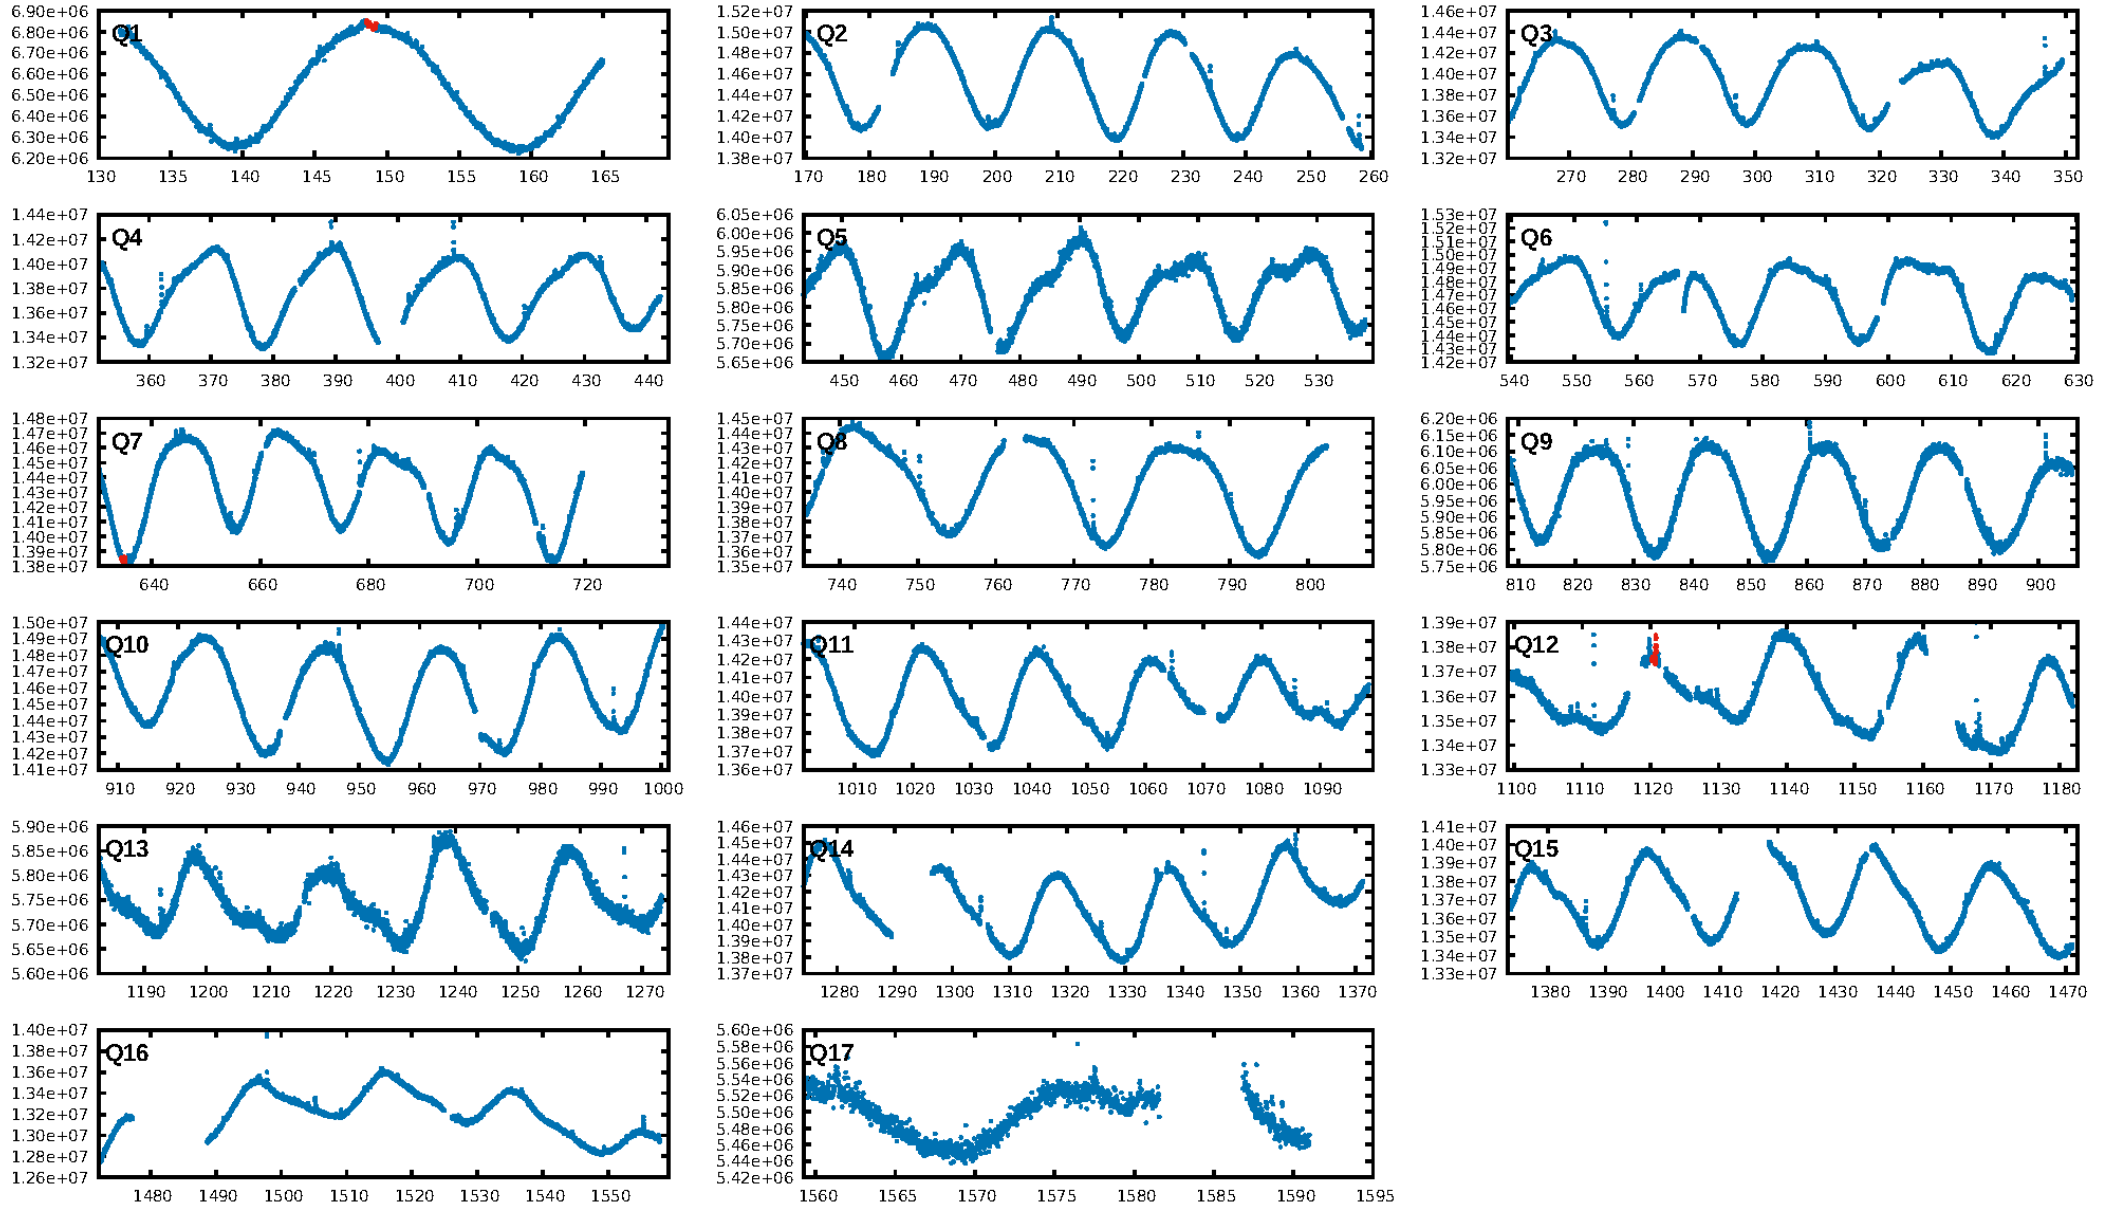 6.90e+06
6.80e+06
6.70e+06
6.60e+06
6.50e+06
6.40e+06
6.30e+06
6.20e+06
Q1
130 135 140 145 150 155 160 165
1.52e+07
1.50e+07
1.48e+07
1.46e+07
1.44e+07
1.42e+07
1.40e+07
1.38e+07
Q2
170 180 190 200 210 220 230 240 250 260
1.46e+07
1.44e+07
1.42e+07
1.40e+07
1.38e+07
1.36e+07
1.34e+07
1.32e+07
Q3
270 280 290 300 310 320 330 340 350
1.44e+07
1.42e+07
1.40e+07
1.38e+07
1.36e+07
1.34e+07
1.32e+07
Q4
360 370 380 390 400 410 420 430 440
6.05e+06
6.00e+06
5.95e+06
5.90e+06
5.85e+06
5.80e+06
5.75e+06
5.70e+06
5.65e+06
Q5
450 460 470 480 490 500 510 520 530
1.53e+07
1.52e+07
1.51e+07
1.50e+07
1.49e+07
1.48e+07
1.47e+07
1.46e+07
1.45e+07
1.44e+07
1.43e+07
1.42e+07
Q6
540 550 560 570 580 590 600 610 620 630
1.48e+07
1.47e+07
1.46e+07
1.45e+07
1.44e+07
1.43e+07
1.42e+07
1.41e+07
1.40e+07
1.39e+07
1.38e+07
Q7
640 660 680 700 720
1.45e+07
1.44e+07
1.43e+07
1.42e+07
1.41e+07
1.40e+07
1.39e+07
1.38e+07
1.37e+07
1.36e+07
1.35e+07
Q8
740 750 760 770 780 790 800
6.20e+06
6.15e+06
6.10e+06
6.05e+06
6.00e+06
5.95e+06
5.90e+06
5.85e+06
5.80e+06
5.75e+06
Q9
810 820 830 840 850 860 870 880 890 900
1.50e+07
1.49e+07
1.48e+07
1.47e+07
1.46e+07
1.45e+07
1.44e+07
1.43e+07
1.42e+07
1.41e+07
Q10
910 920 930 940 950 960 970 980 990 1000
1.44e+07
1.43e+07
1.42e+07
1.41e+07
1.40e+07
1.39e+07
1.38e+07
1.37e+07
1.36e+07
Q11
1010 1020 1030 1040 1050 1060 1070 1080 1090
1.39e+07
1.38e+07
1.37e+07
1.36e+07
1.35e+07
1.34e+07
1.33e+07
Q12
1100 1110 1120 1130 1140 1150 1160 1170 1180
5.90e+06
5.85e+06
5.80e+06
5.75e+06
5.70e+06
5.65e+06
5.60e+06
Q13
1190 1200 1210 1220 1230 1240 1250 1260 1270
1.46e+07
1.45e+07
1.44e+07
1.43e+07
1.42e+07
1.41e+07
1.40e+07
1.39e+07
1.38e+07
1.37e+07
Q14
1280 1290 1300 1310 1320 1330 1340 1350 1360 1370
1.41e+07
1.40e+07
1.39e+07
1.38e+07
1.37e+07
1.36e+07
1.35e+07
1.34e+07
1.33e+07
Q15
1380 1390 1400 1410 1420 1430 1440 1450 1460 1470
1.40e+07
1.38e+07
1.36e+07
1.34e+07
1.32e+07
1.30e+07
1.28e+07
1.26e+07
Q16
1480 1490 1500 1510 1520 1530 1540 1550
5.60e+06
5.58e+06
5.56e+06
5.54e+06
5.52e+06
5.50e+06
5.48e+06
5.46e+06
5.44e+06
5.42e+06
Q17
1560 1565 1570 1575 1580 1585 1590 1595